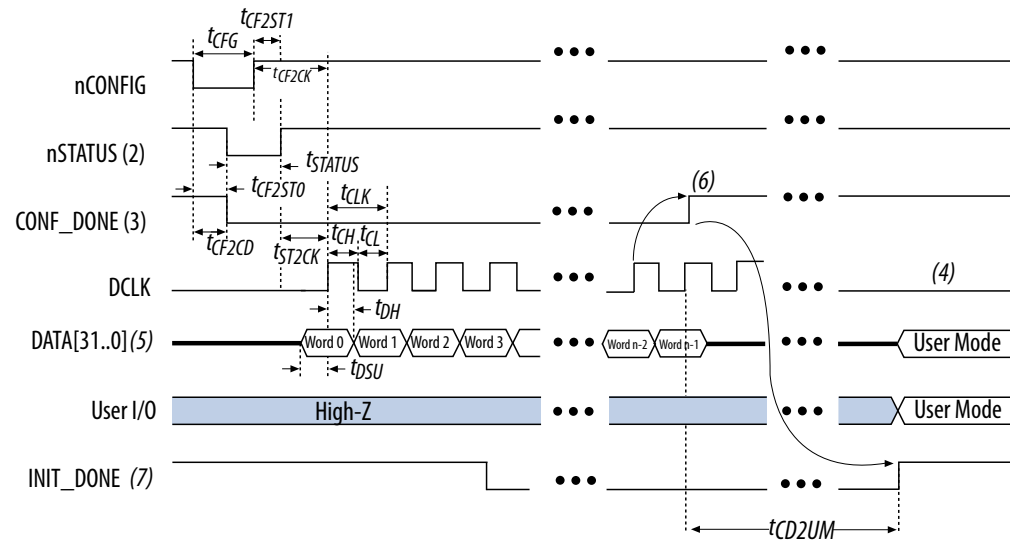 tCF2ST1
tCFG
tCF2CK
nCONFIG
nSTATUS (2)
tSTATUS
tCF2ST0
tCLK
(6)
CONF_DONE (3)
tCF2CD
tST2CK
tCH
tCL
(4)
DCLK
tDH
DATA[31..0](5)
Word 0
Word 1
Word 2
Word 3
Word n-2
Word n-1
User Mode
tDSU
User I/O
High-Z
User Mode
INIT_DONE (7)
tCD2UM